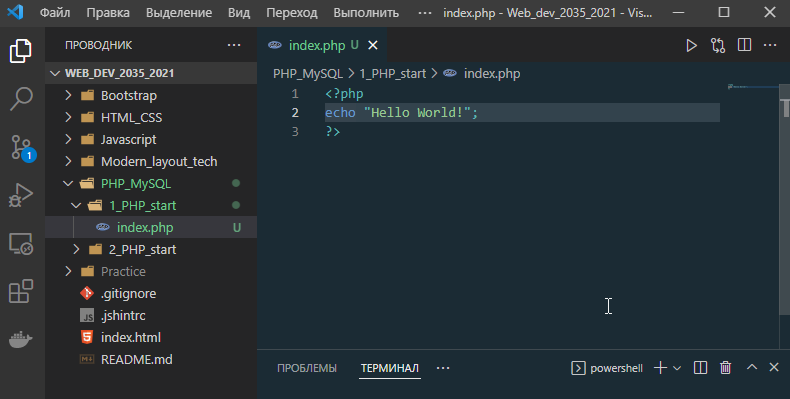 Файл Правка Выделение Вид Переход Выполнить ··· index.php - Web_dev_2035_2021 - Vis...
ПРОВОДНИК ···
WEB_DEV_2035_2021
Bootstrap
HTML_CSS
Javascript
Modern_layout_tech
PHP_MySQL
1_PHP_start
index.php U
2_PHP_start
Practice
.gitignore
JS .jshintrc
index.html
README.md
1
index.php U
PHP_MySQL > 1_PHP_start > index.php
1 <?php
2 echo "Hello World!";
3 ?>
ПРОБЛЕМЫ ТЕРМИНАЛ ··· powershell